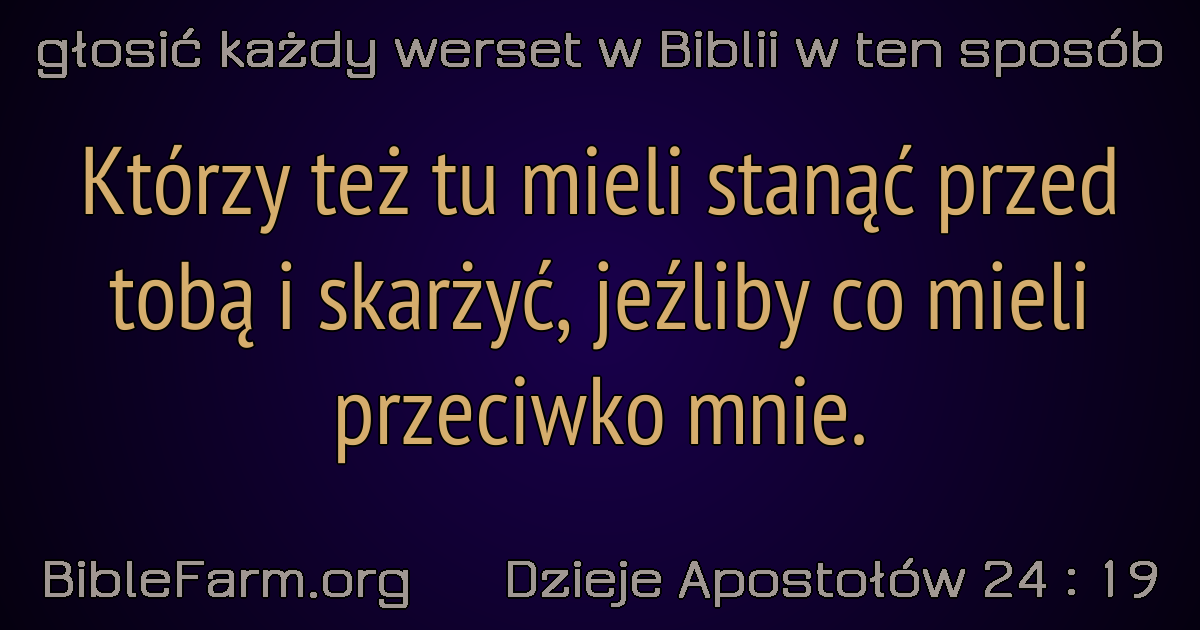 głosić każdy werset w Biblii w ten sposób
Którzy też tu mieli stanąć przed
tobą i skarżyć, jeźliby co mieli
przeciwko mnie.
BibleFarm.org Dzieje Apostołów 24 : 19